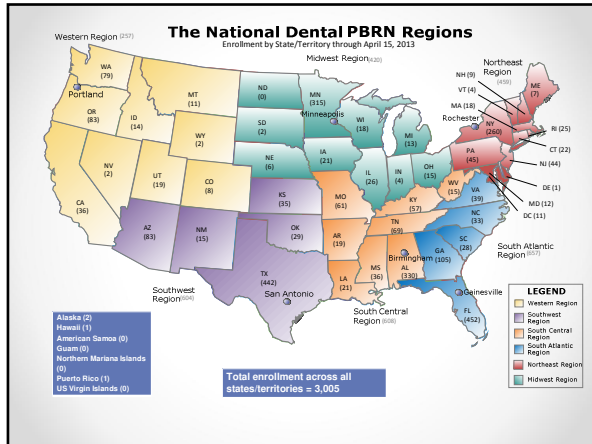 The National Dental PBRN Regions
Enrollment by State/Territory through April 15, 2013
Western Region (257)
Midwest Region (420)
Northeast
Region
(459)
WA
(79)
Portland
OR
(83)
ID
(14)
MT
(11)
WY
(2)
NV
(2)
UT
(19)
CO
(8)
CA
(36)
AZ
(83)
NM
(15)
ND
(0)
SD
(2)
NE
(6)
KS
(35)
OK
(29)
TX
(442)
San Antonio
MN
(315)
Minneapolis
WI
(18)
MI
(13)
IA
(21)
IL
(26)
IN
(4)
OH
(15)
MO
(61)
KY
(57)
WV
(15)
TN
(69)
AR
(19)
LA
(21)
MS
(36)
Birmingham
AL
(330)
VA
(39)
NC
(33)
SC
(28)
GA
(105)
Gainesville
FL
(452)
NH (9)
VT (4)
MA (18)
Rochester
NY
(260)
ME
(7)
PA
(45)
RI (25)
CT (22)
NJ (44)
DE (1)
MD (12)
DC (11)
South Atlantic
Region (657)
Southwest
Region (604)
South Central
Region (608)
LEGEND
Western Region
Southwest
Region
South Central
Region
South Atlantic
Region
Northeast Region
Midwest Region
Alaska (2)
Hawaii (1)
American Samoa (0)
Guam (0)
Northern Mariana Islands
(0)
Puerto Rico (1)
US Virgin Islands (0)
Total enrollment across all
states/territories = 3,005